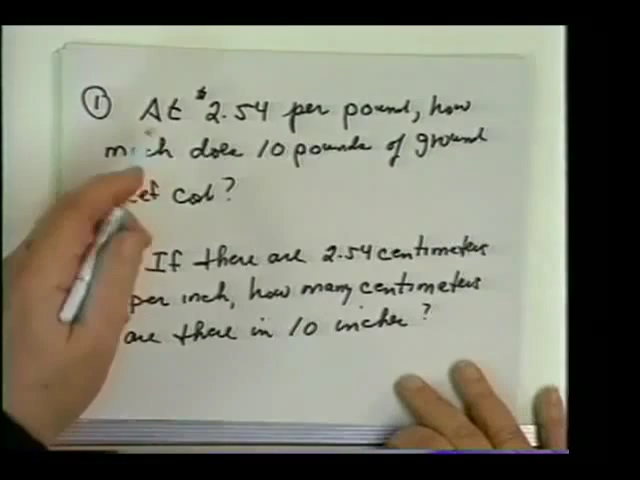 ① At $2.54 per pound, how
much does 10 pounds of ground
cost?
If there are 2.54 centimeters
per inch, how many centimeters
are there in 10 inches?